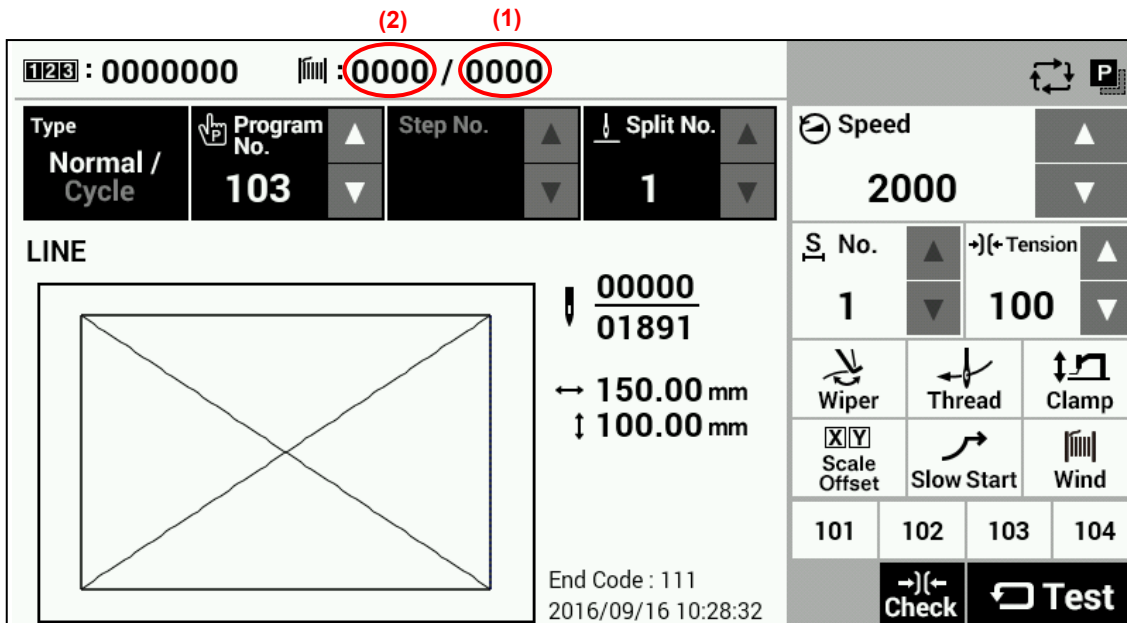 (2) (1)
123 : 0000000 : 0000 / 0000
P
Type
Normal /
Cycle
P Program
No.
103
Step No.
Split No.
1
Speed
2000
LINE
S No.
1
Tension
100
00000
01891
150.00 mm
100.00 mm
Wiper
Thread
Clamp
X Y
Scale
Offset
Slow Start
Wind
101 102 103 104
End Code : 111
2016/09/16 10:28:32
Check
Test